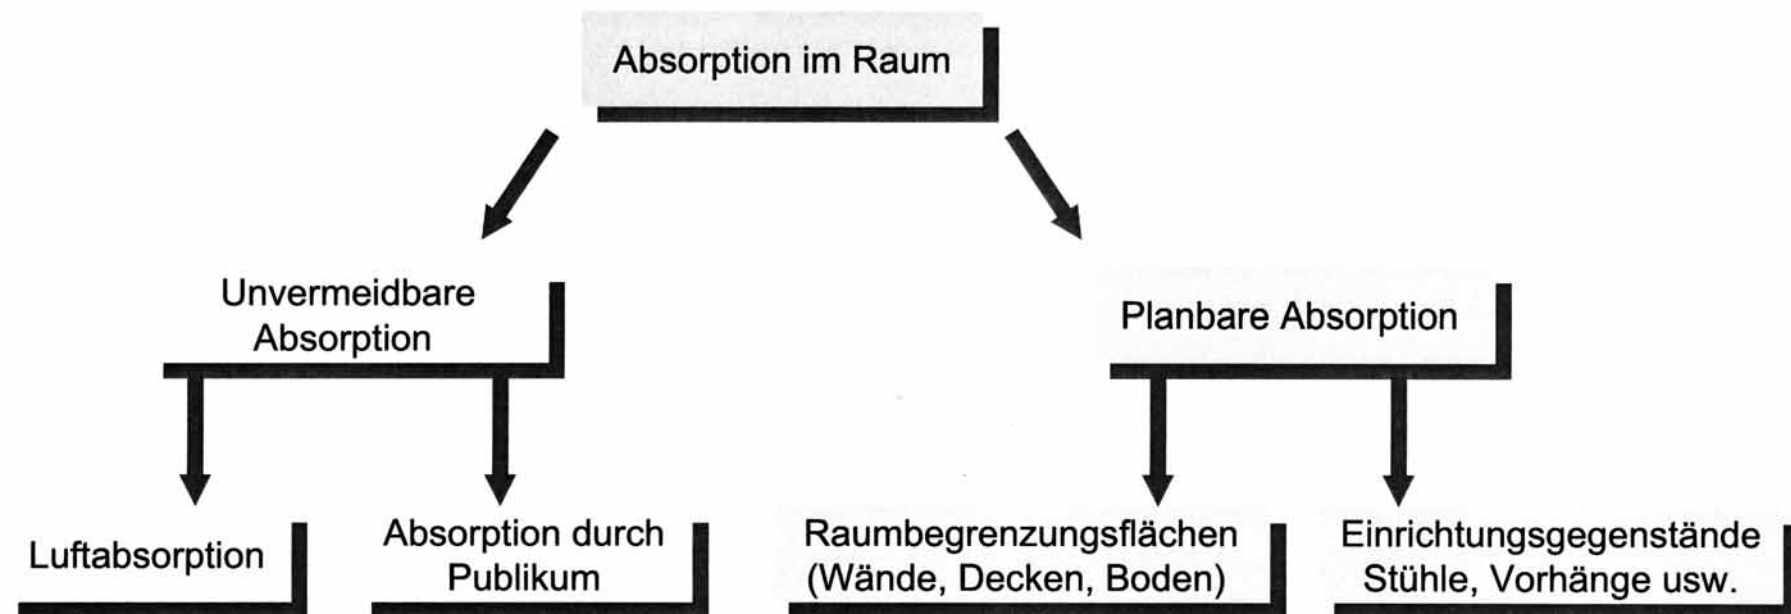 Absorption im Raum
Unvermeidbare
Absorption
Planbare Absorption
Luftabsorption
Absorption durch
Publikum
Raumbegrenzungsflächen
(Wände, Decken, Boden)
Einrichtungsgegenstände
Stühle, Vorhänge usw.